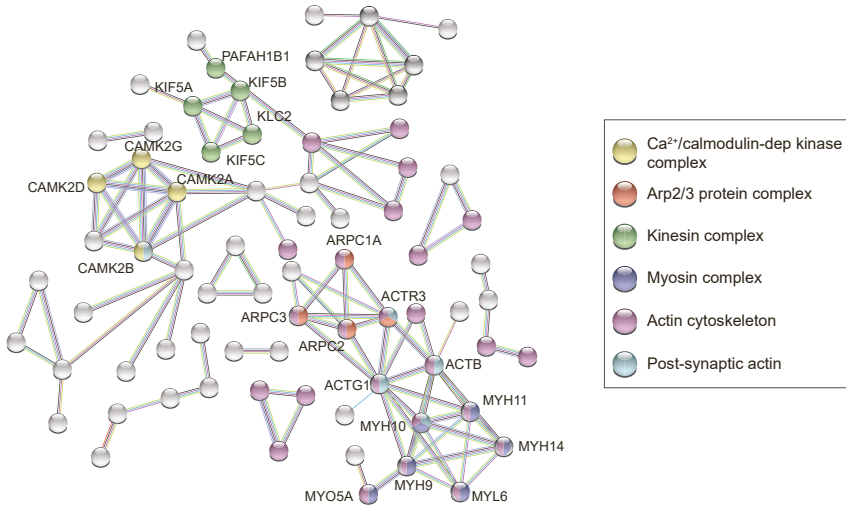 PAFAH1B1
KIF5A
KIF5B
KLC2
KIF5C
CAMK2G
CAMK2D
CAMK2A
CAMK2B
ARPC1A
ARPC3
ACTR3
ARPC2
ACTB
ACTG1
MYH11
MYH10
MYH14
MYH9
MYO5A
MYL6
Ca²⁺/calmodulin-dep kinase
complex
Arp2/3 protein complex
Kinesin complex
Myosin complex
Actin cytoskeleton
Post-synaptic actin